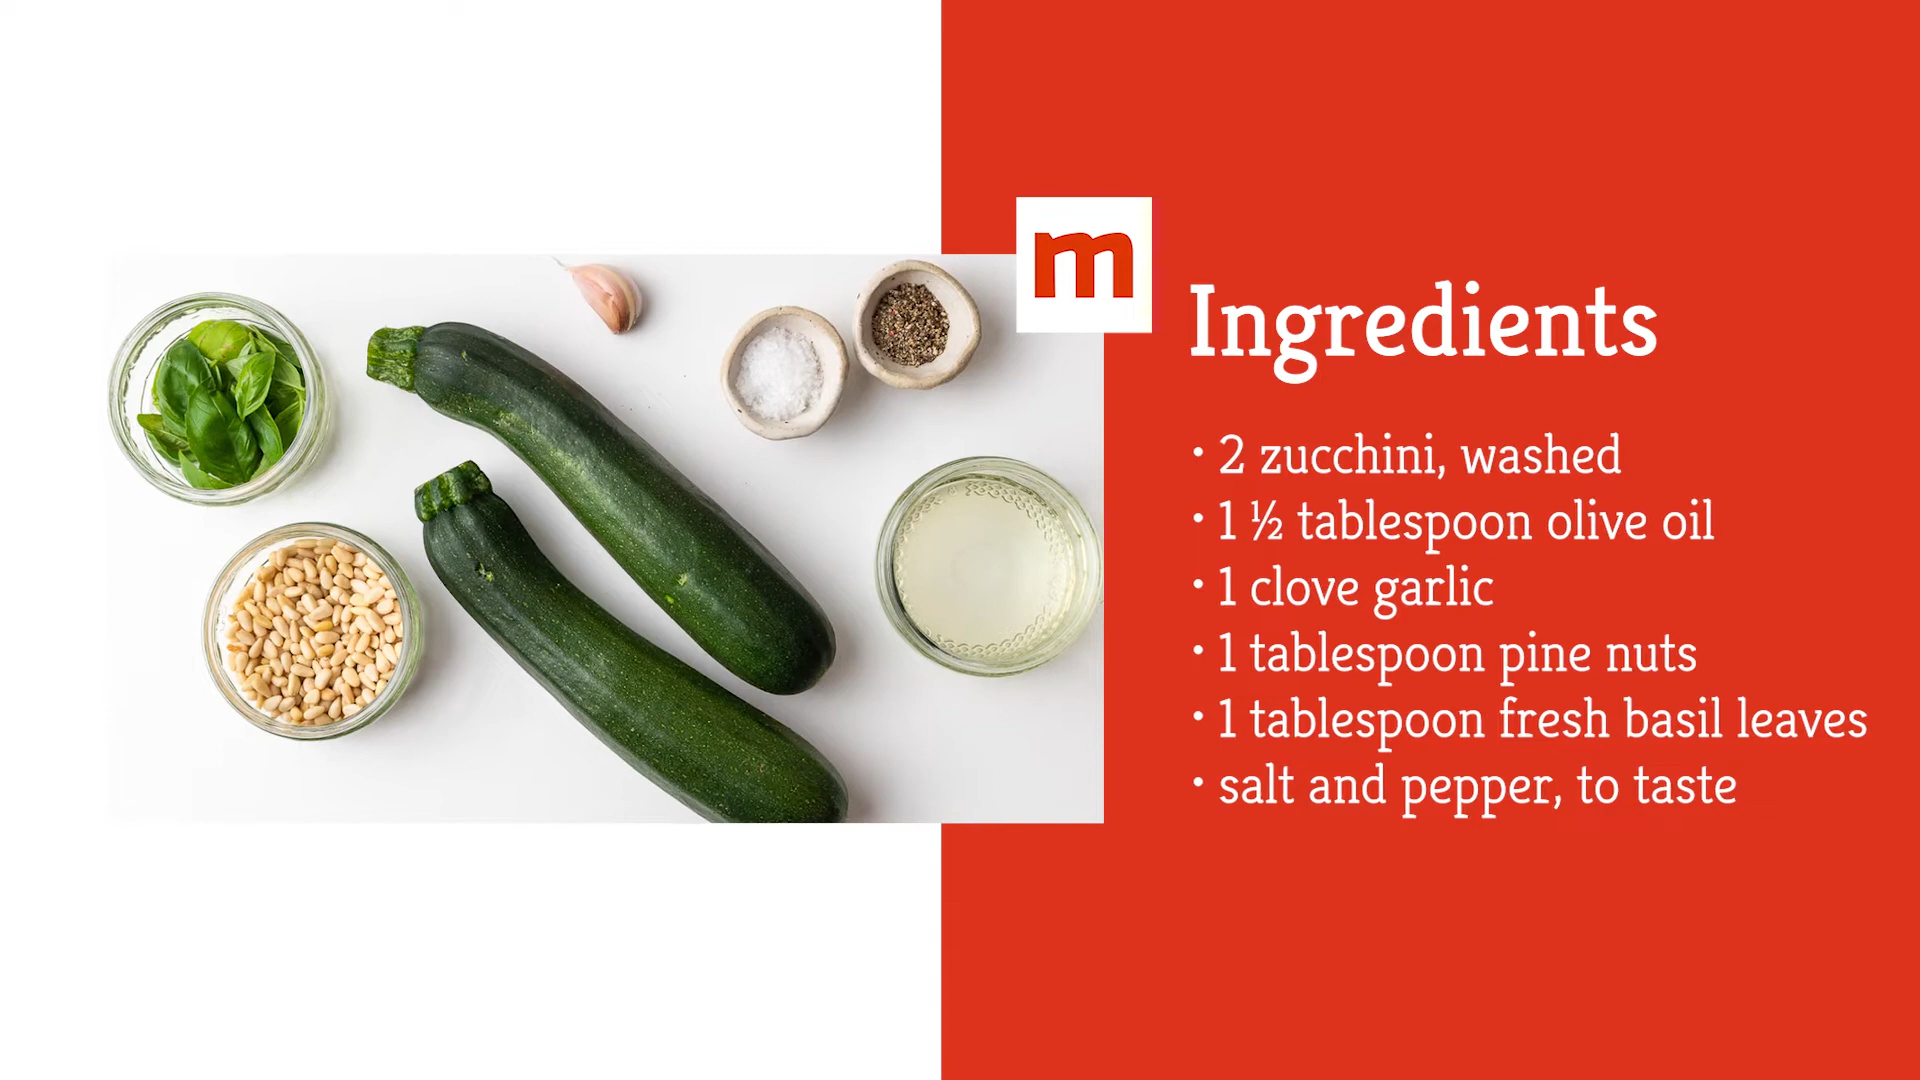 m
Ingredients
• 2 zucchini, washed
• 1 ½ tablespoon olive oil
• 1 clove garlic
• 1 tablespoon pine nuts
• 1 tablespoon fresh basil leaves
• salt and pepper, to taste